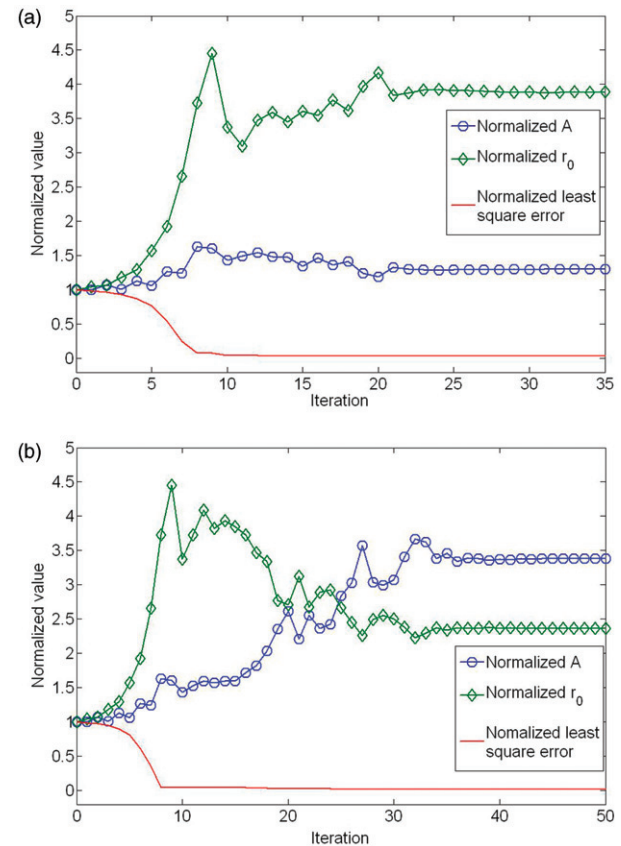 (a)
5
4.5
4
3.5
3
2.5
2
1.5
1
0.5
0
Normalized value
Normalized A
Normalized r0
Normalized least
square error
0 5 10 15 20 25 30 35
Iteration
(b)
5
4.5
4
3.5
3
2.5
2
1.5
1
0.5
0
Normalized value
Normalized A
Normalized r0
Nomalized least
square error
0 10 20 30 40 50
Iteration